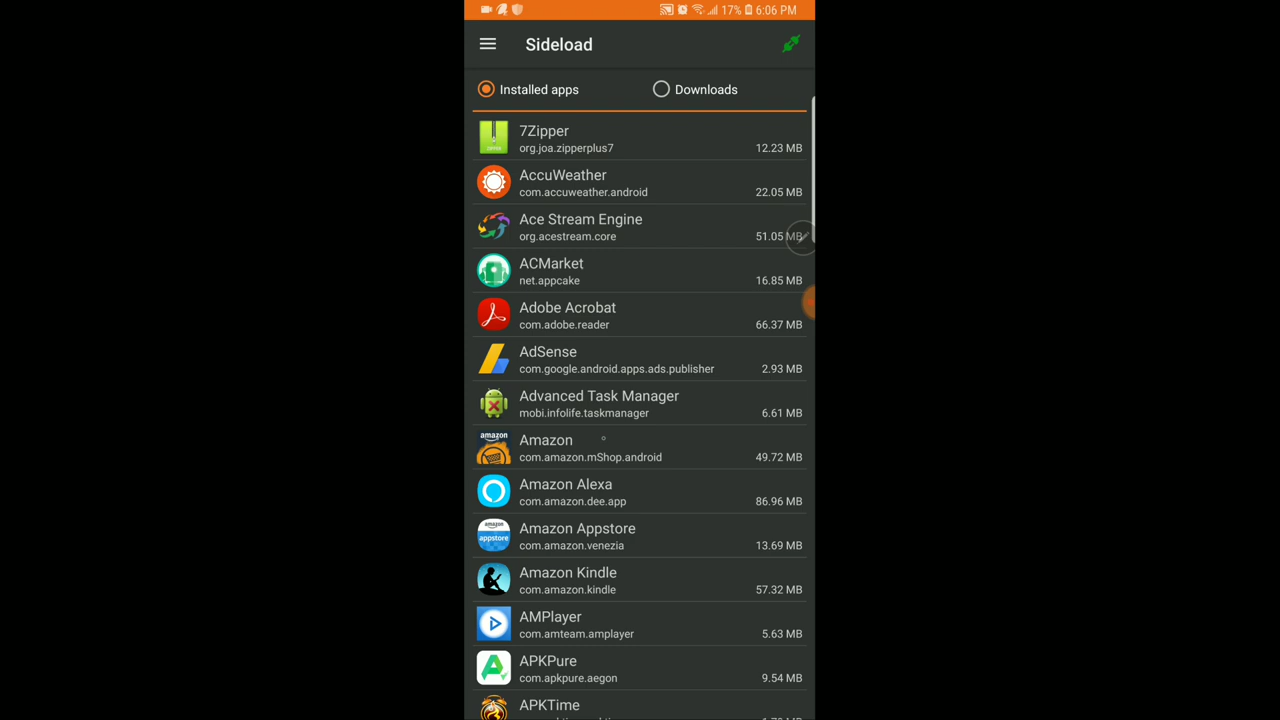 17% 6:06 PM
Sideload
Installed apps
Downloads
7Zipper
org.joa.zipperplus7 12.23 MB
AccuWeather
com.accuweather.android 22.05 MB
Ace Stream Engine
org.acestream.core 51.05 MB
ACMarket
net.appcake 16.85 MB
Adobe Acrobat
com.adobe.reader 66.37 MB
AdSense
com.google.android.apps.ads.publisher 2.93 MB
Advanced Task Manager
mobi.infolife.taskmanager 6.61 MB
amazon
Amazon
com.amazon.mShop.android 49.72 MB
Amazon Alexa
com.amazon.dee.app 86.96 MB
amazon
appstore
Amazon Appstore
com.amazon.venezia 13.69 MB
Amazon Kindle
com.amazon.kindle 57.32 MB
AMPlayer
com.amteam.amplayer 5.63 MB
APKPure
com.apkpure.aegon 9.54 MB
APKTime